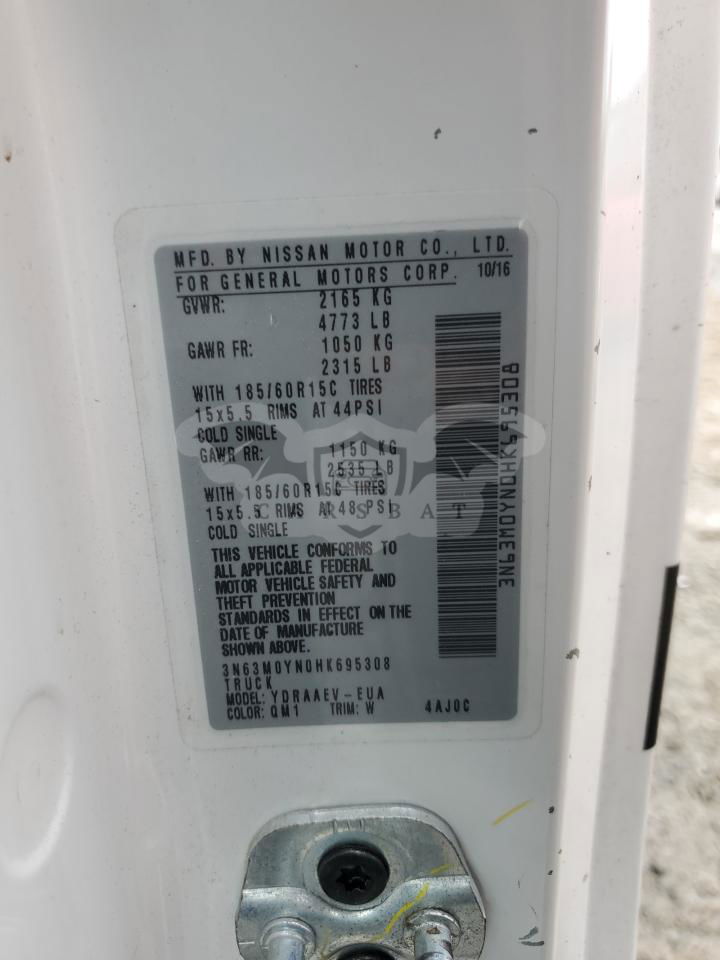 MFD. BY NISSAN MOTOR CO., LTD.
FOR GENERAL MOTORS CORP. 10/16
GVWR: 2165 KG
4773 LB
GAWR FR: 1050 KG
2315 LB
WITH 185/60R15C TIRES
15x5.5 RIMS AT 44PSI
COLD SINGLE
GAWR RR: 1150 KG
2535 LB
WITH 185/60R15C TIRES
15x5.5 RIMS AT 48 PSI
COLD SINGLE
THIS VEHICLE CONFORMS TO
ALL APPLICABLE FEDERAL
MOTOR VEHICLE SAFETY AND
THEFT PREVENTION
STANDARDS IN EFFECT ON THE
DATE OF MANUFACTURE
SHOWN ABOVE.
3N63M0YN0HK695308
TRUCK
MODEL: YDRAAEV-EUA
COLOR: QM1 TRIM: W 4AJ0C
3N63M0YN0HK695308
CARSBAT